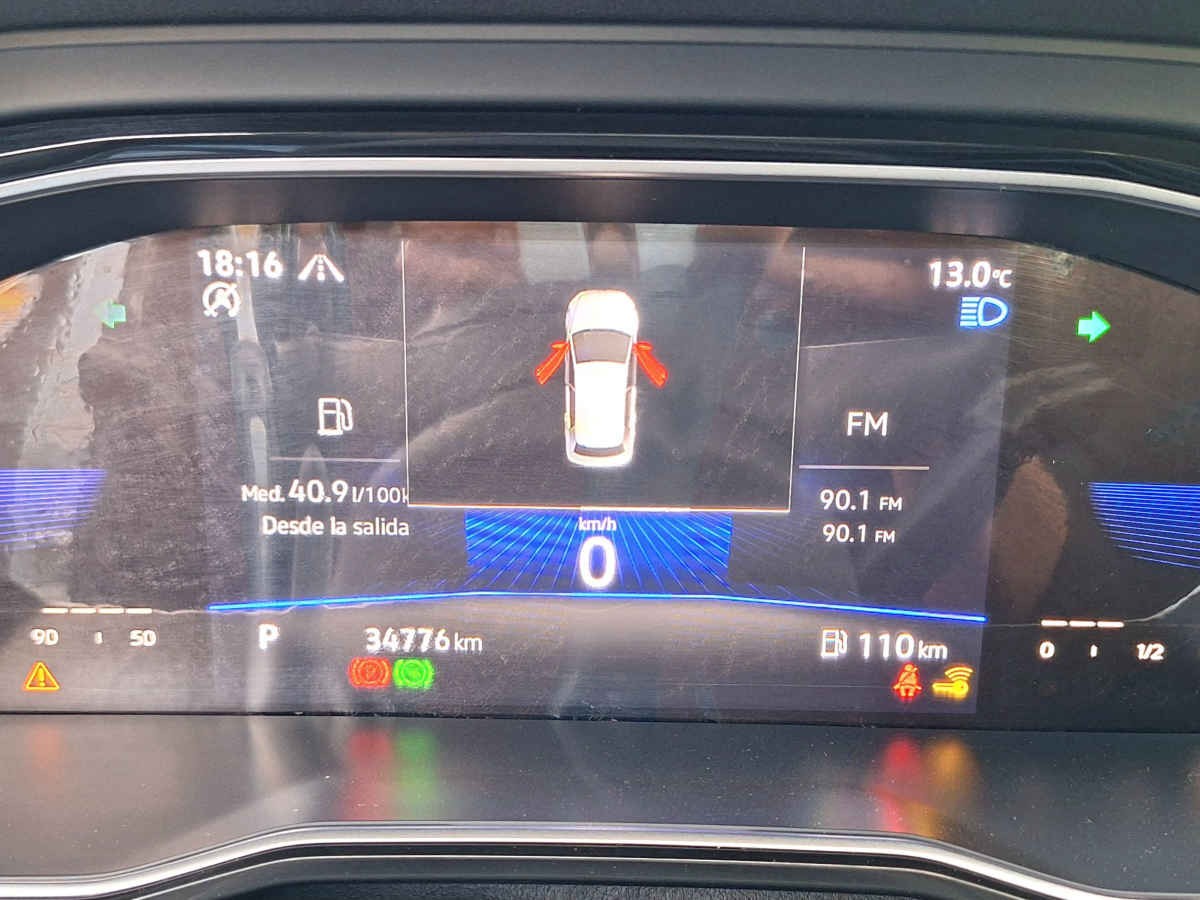 18:16
13.0°C
FM
Med. 40.9 l/100k
Desde la salida
90.1 FM
90.1 FM
km/h
0
90 50
P
34776 km
110 km
0 1/2